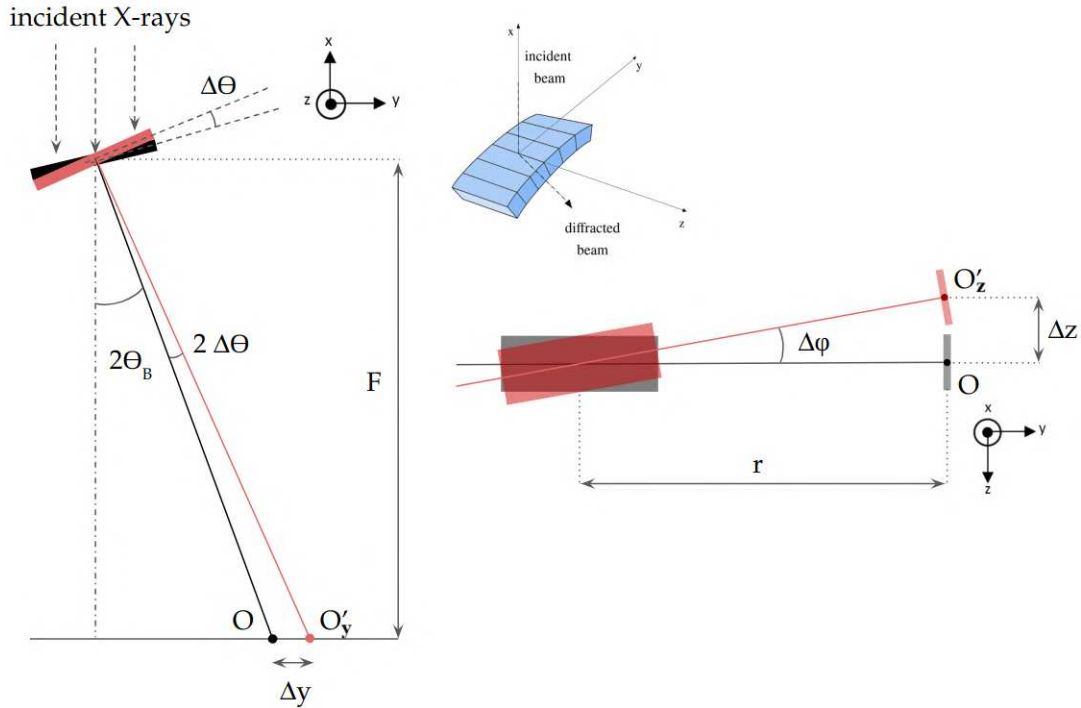 incident X-rays
ΔΘ
x
z
y
2Θ_B
2 ΔΘ
F
O
O'_y
Δy
x
incident
beam
y
diffracted
beam
z
O'_z
Δφ
Δz
O
x
y
z
r